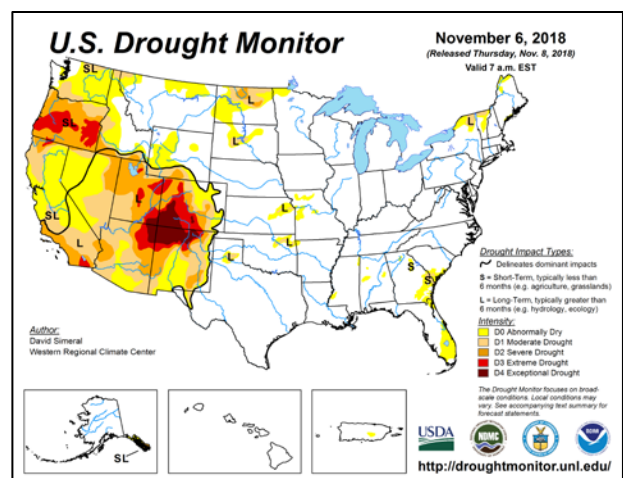 U.S. Drought Monitor
November 6, 2018
(Released Thursday, Nov. 8, 2018)
Valid 7 a.m. EST
SL
L
L
SL
L
L
SL
L
L
L
L
S
S
Drought Impact Types:
Delineates dominant impacts
S = Short-Term, typically less than
6 months (e.g. agriculture, grasslands)
L = Long-Term, typically greater than
6 months (e.g. hydrology, ecology)
Intensity:
D0 Abnormally Dry
D1 Moderate Drought
D2 Severe Drought
D3 Extreme Drought
D4 Exceptional Drought
Author:
David Simeral
Western Regional Climate Center
The Drought Monitor focuses on broad-
scale conditions. Local conditions may
vary. See accompanying text summary for
forecast statements.
SL
USDA
NDMC
http://droughtmonitor.unl.edu/